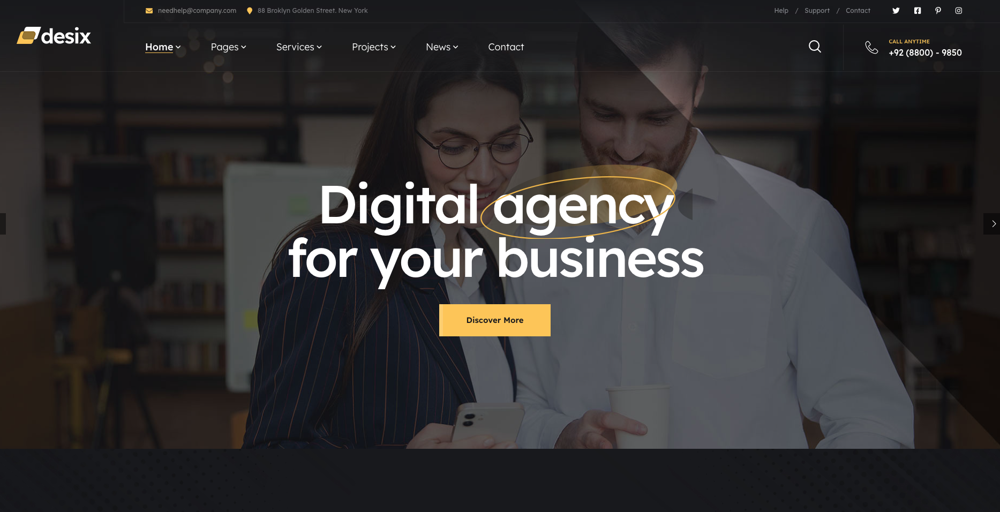 needhelp@company.com
88 Broklyn Golden Street. New York
Help / Support / Contact
desix
Home
Pages
Services
Projects
News
Contact
CALL ANYTIME
+92 (8800) - 9850
Digital agency
for your business
Discover More